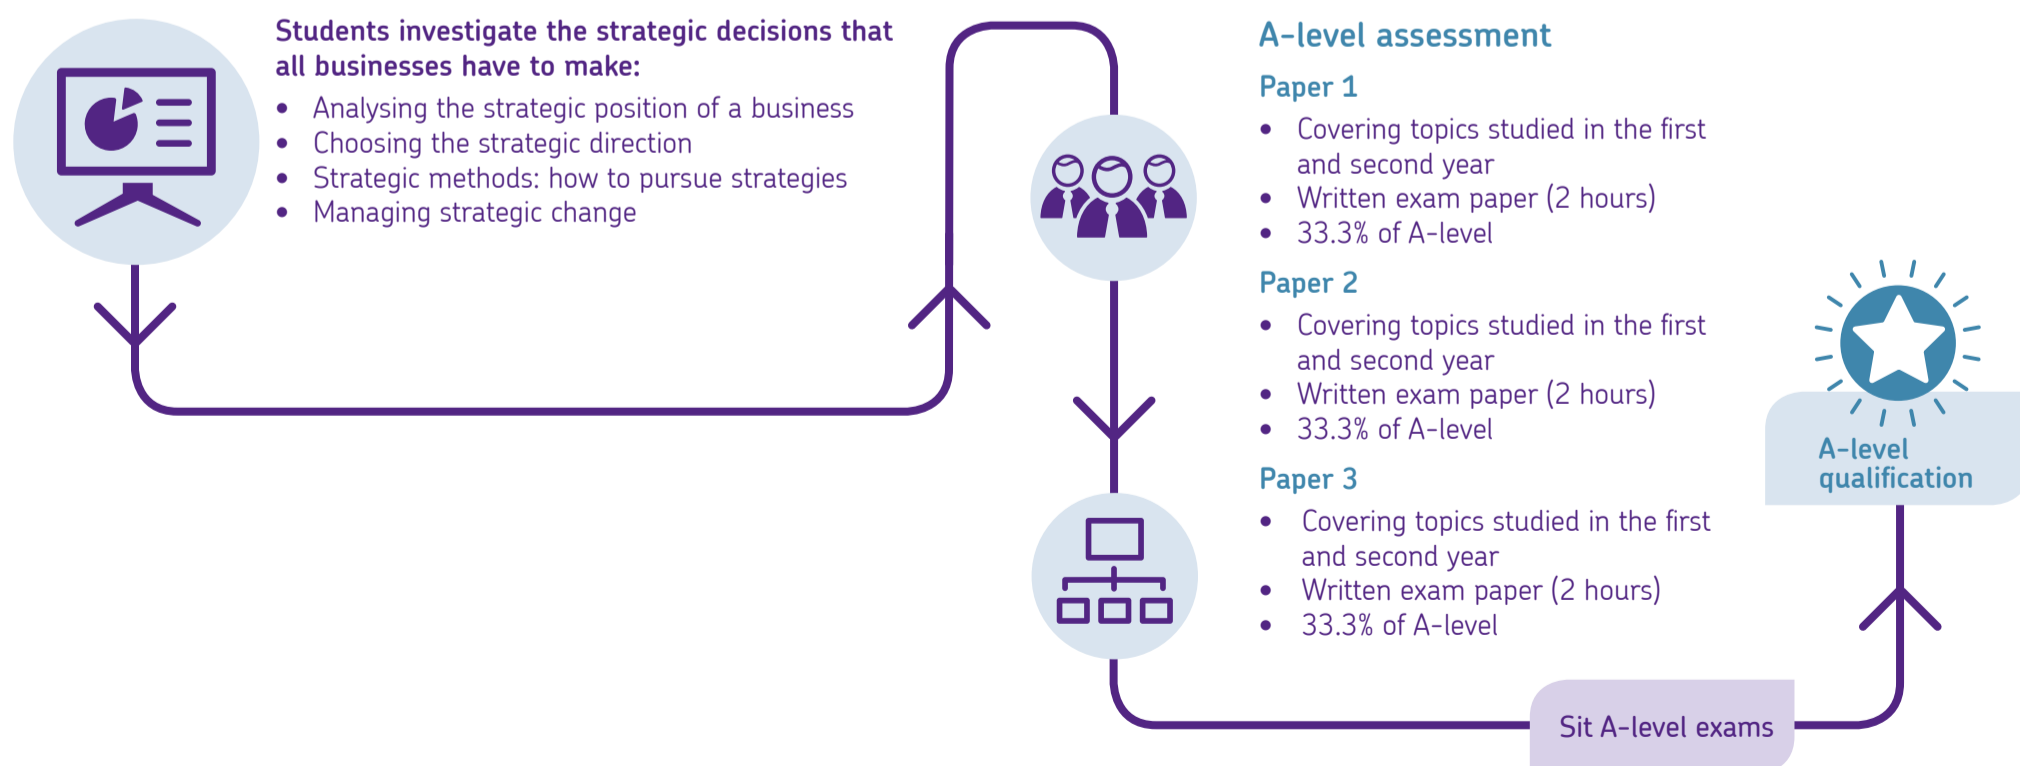 Students investigate the strategic decisions that
all businesses have to make:
• Analysing the strategic position of a business
• Choosing the strategic direction
• Strategic methods: how to pursue strategies
• Managing strategic change
A-level assessment
Paper 1
• Covering topics studied in the first
and second year
• Written exam paper (2 hours)
• 33.3% of A-level
Paper 2
• Covering topics studied in the first
and second year
• Written exam paper (2 hours)
• 33.3% of A-level
Paper 3
• Covering topics studied in the first
and second year
• Written exam paper (2 hours)
• 33.3% of A-level
Sit A-level exams
A-level
qualification